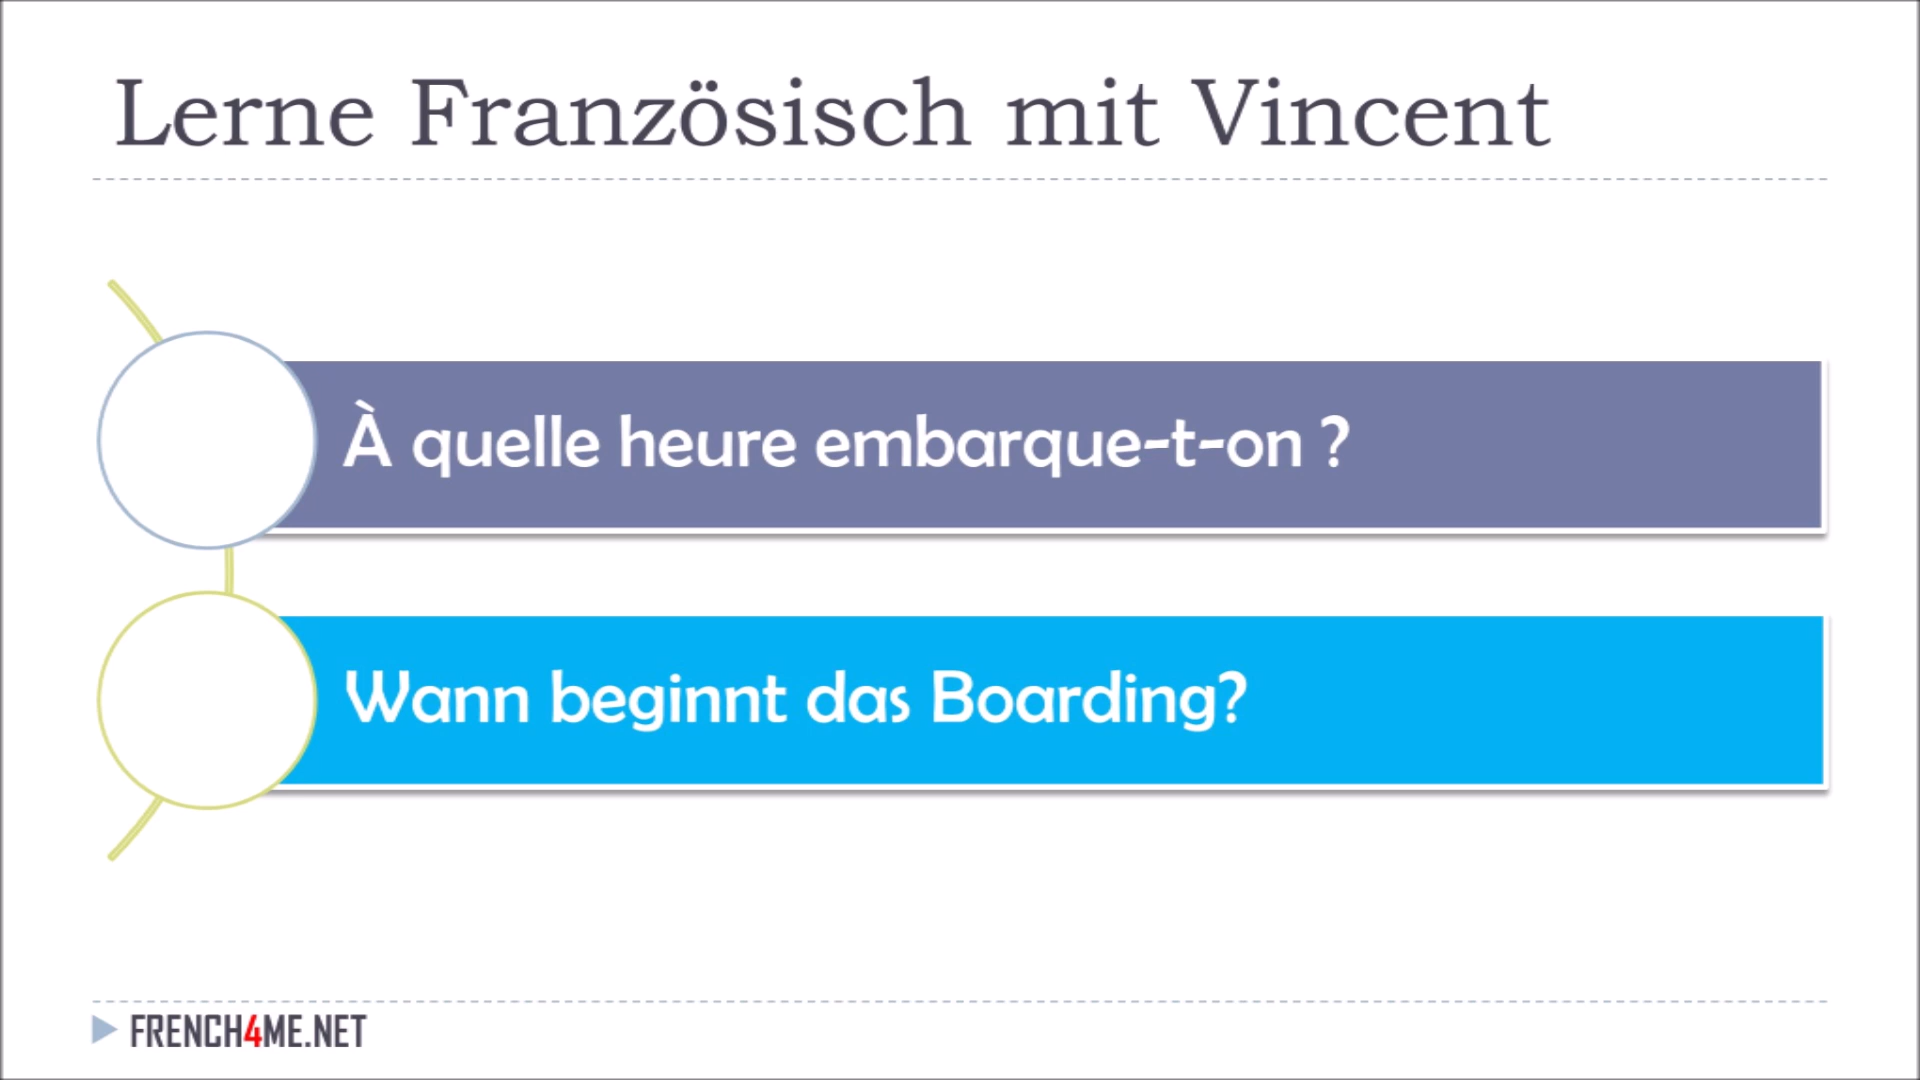 Lerne Französisch mit Vincent
À quelle heure embarque-t-on ?
Wann beginnt das Boarding?
FRENCH4ME.NET